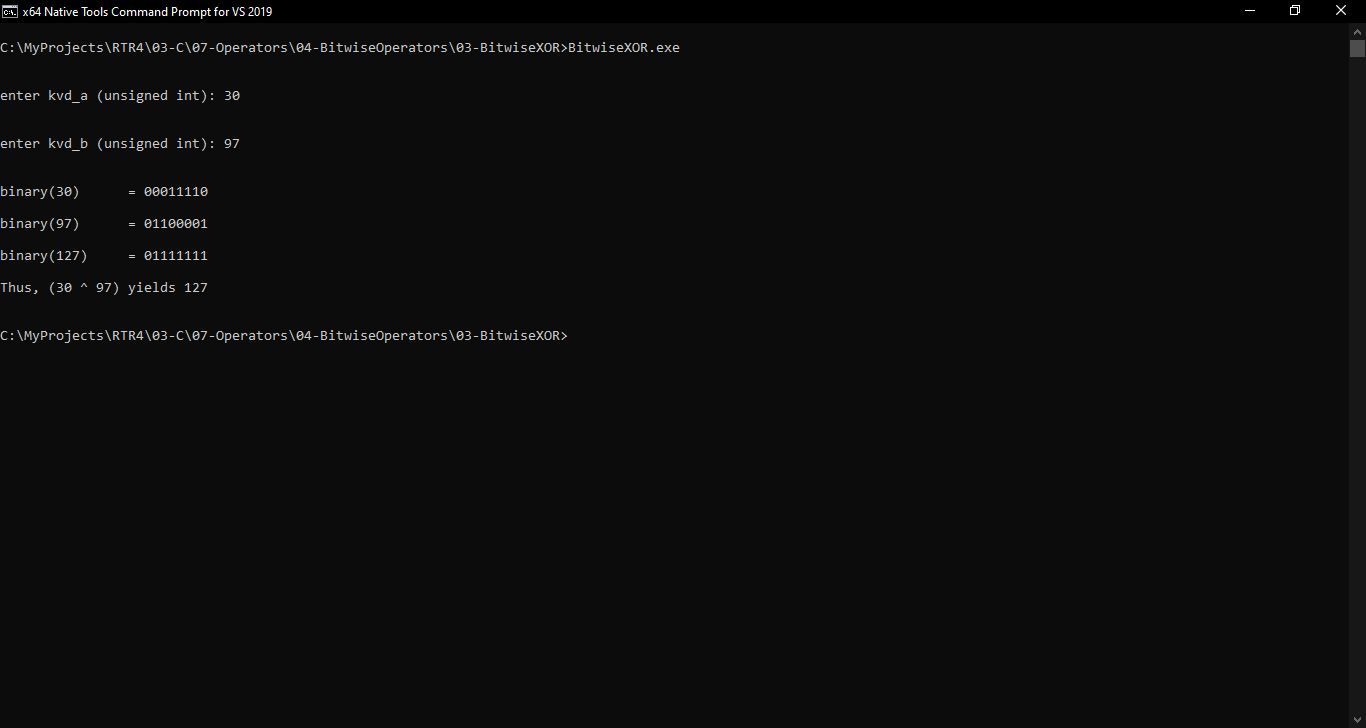 x64 Native Tools Command Prompt for VS 2019
C:\MyProjects\RTR4\03-C\07-Operators\04-BitwiseOperators\03-BitwiseXOR>BitwiseXOR.exe
enter kvd_a (unsigned int): 30
enter kvd_b (unsigned int): 97
binary(30)      = 00011110
binary(97)      = 01100001
binary(127)     = 01111111
Thus, (30 ^ 97) yields 127
C:\MyProjects\RTR4\03-C\07-Operators\04-BitwiseOperators\03-BitwiseXOR>